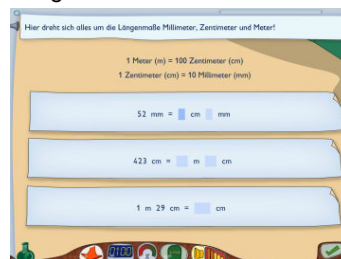 Hier dreht sich alles um die Längenmaße Millimeter, Zentimeter und Meter!
1 Meter (m) = 100 Zentimeter (cm)
1 Zentimeter (cm) = 10 Millimeter (mm)
52 mm = cm mm
423 cm = m cm
1 m 29 cm = cm
0100